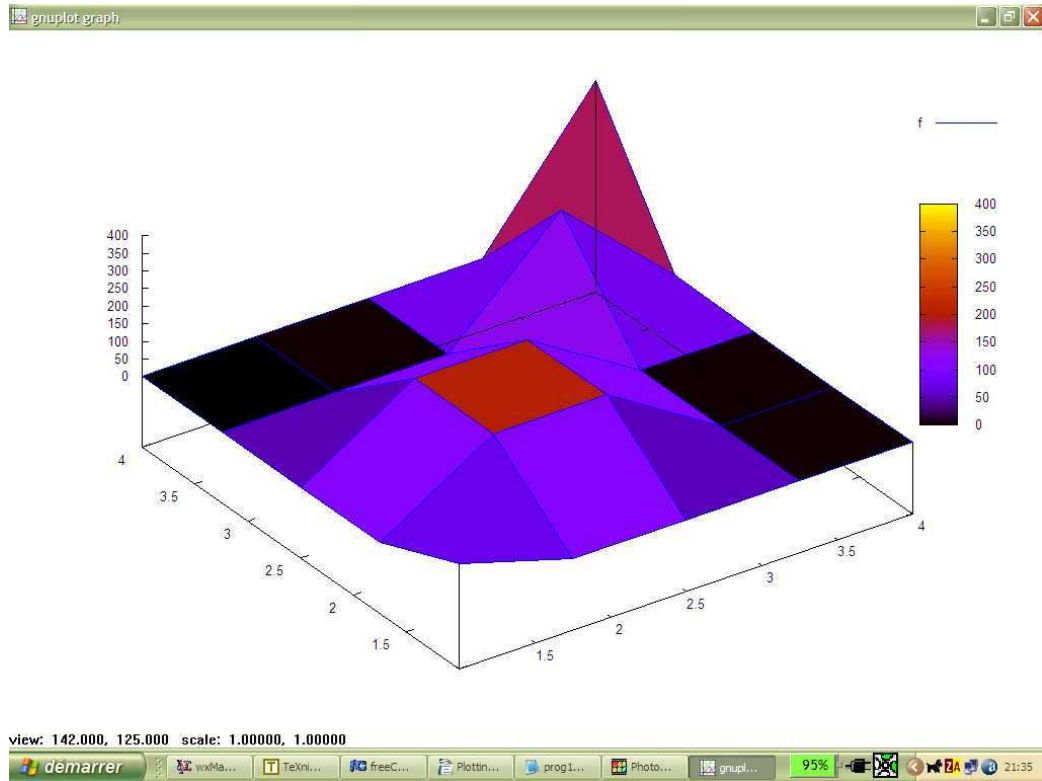 gnuplot graph
f
400
350
300
250
200
150
100
50
0
400
350
300
250
200
150
100
50
0
4
3.5
3
2.5
2
1.5
1.5
2
2.5
3
3.5
4
view: 142.000, 125.000 scale: 1.00000, 1.00000
démarrer
wxMa...
TeXni...
freeC...
Plottin...
prog1...
Photo...
gnupl...
95%
ZA
21:35